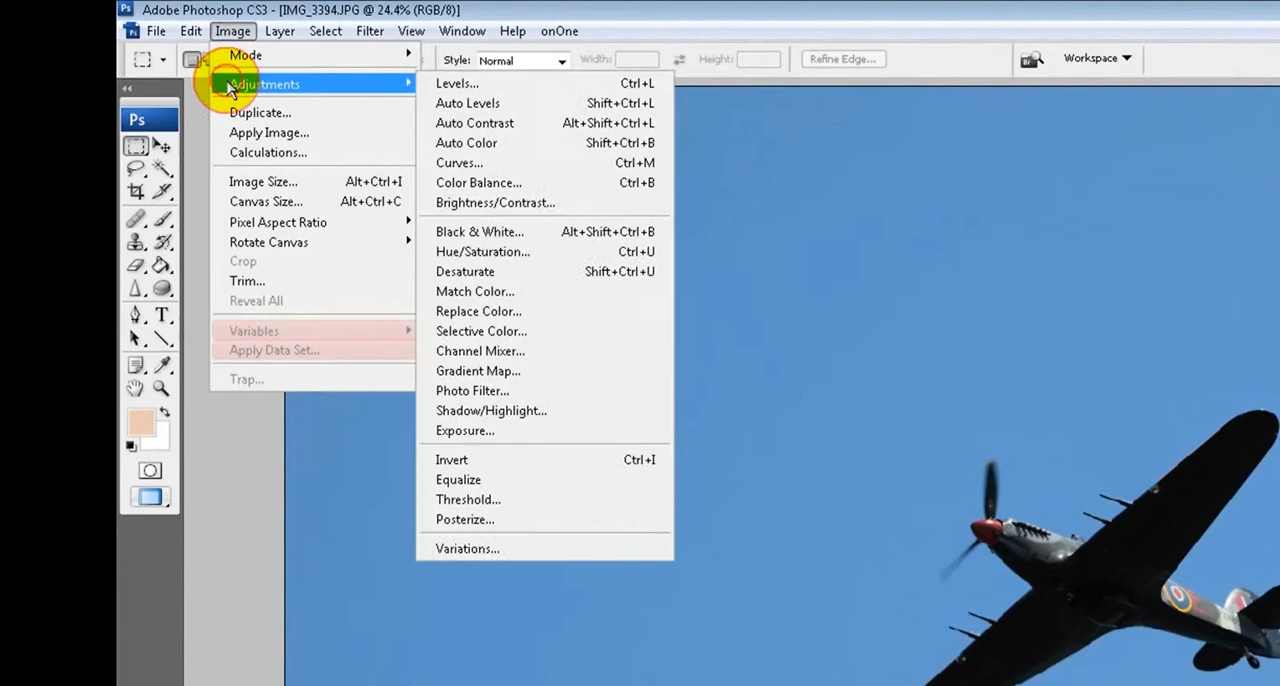 Adobe Photoshop CS3 - [IMG_3394.JPG @ 24.4% (RGB/8)]
File Edit Image Layer Select Filter View Window Help onOne
Style: Normal Width: Height: Refine Edge... Workspace
Ps
Mode
Adjustments
Duplicate...
Apply Image...
Calculations...
Image Size... Alt+Ctrl+I
Canvas Size... Alt+Ctrl+C
Pixel Aspect Ratio
Rotate Canvas
Crop
Trim...
Reveal All
Variables
Apply Data Set...
Trap...
Levels... Ctrl+L
Auto Levels Shift+Ctrl+L
Auto Contrast Alt+Shift+Ctrl+L
Auto Color Shift+Ctrl+B
Curves... Ctrl+M
Color Balance... Ctrl+B
Brightness/Contrast...
Black & White... Alt+Shift+Ctrl+B
Hue/Saturation... Ctrl+U
Desaturate Shift+Ctrl+U
Match Color...
Replace Color...
Selective Color...
Channel Mixer...
Gradient Map...
Photo Filter...
Shadow/Highlight...
Exposure...
Invert Ctrl+I
Equalize
Threshold...
Posterize...
Variations...